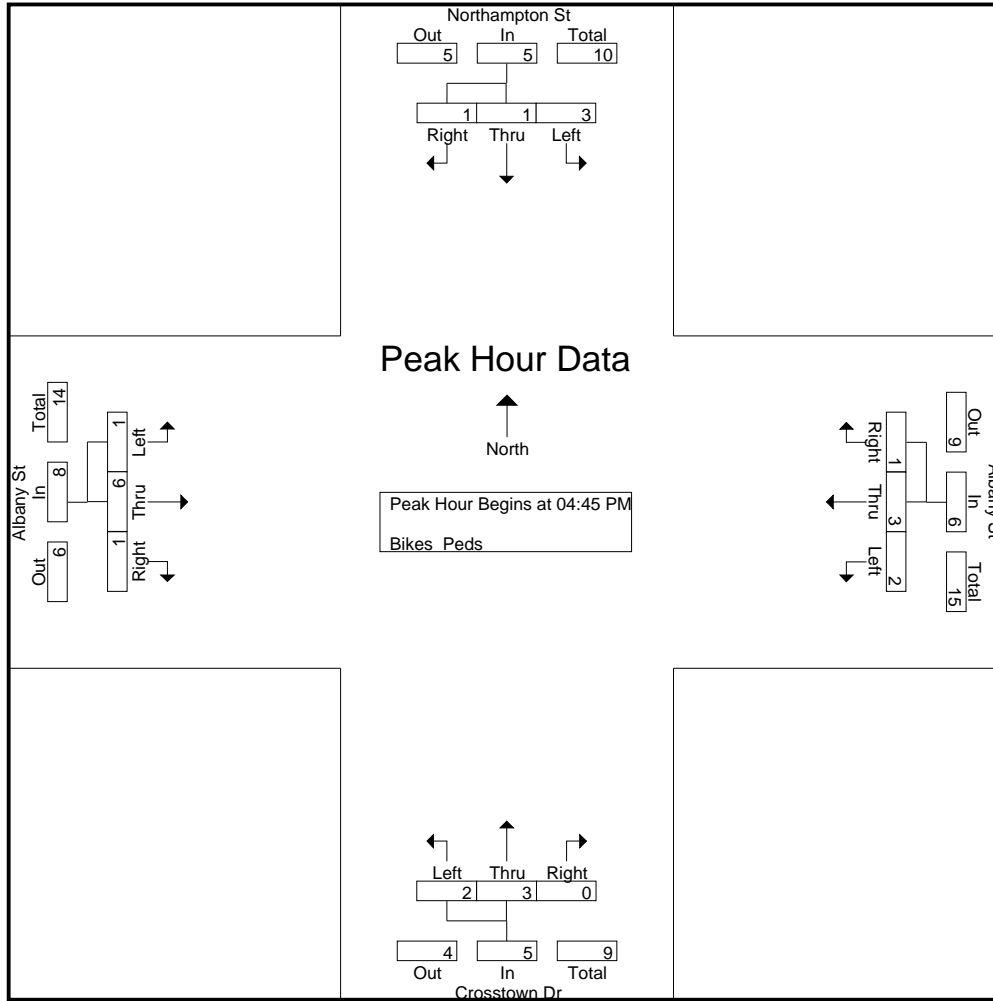 Northampton St
Out In Total
5 5 10
1 1 3
Right Thru Left
Peak Hour Data
North
Peak Hour Begins at 04:45 PM
Bikes Peds
Albany St
Out In Total
6 8 14
1 6 1
Left Thru Right
Albany St
Out In Total
9 6 15
Right Thru Left
1 3 2
Left Thru Right
2 3 0
4 5 9
Out In Total
Crosstown Dr